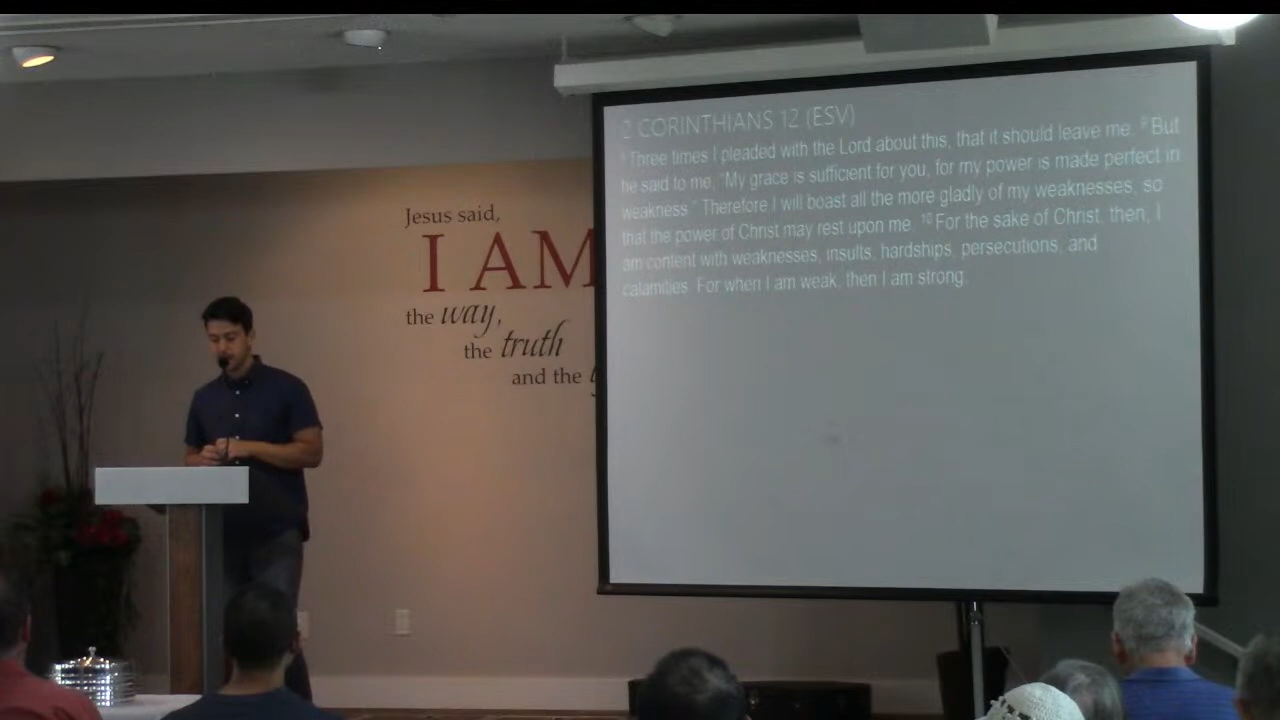 Jesus said,
I AM
the way,
the truth
and the
2 CORINTHIANS 12 (ESV)
8 Three times I pleaded with the Lord about this, that it should leave me. 9 But
he said to me, "My grace is sufficient for you, for my power is made perfect in
weakness." Therefore I will boast all the more gladly of my weaknesses, so
that the power of Christ may rest upon me. 10 For the sake of Christ, then, I
am content with weaknesses, insults, hardships, persecutions, and
calamities. For when I am weak, then I am strong.